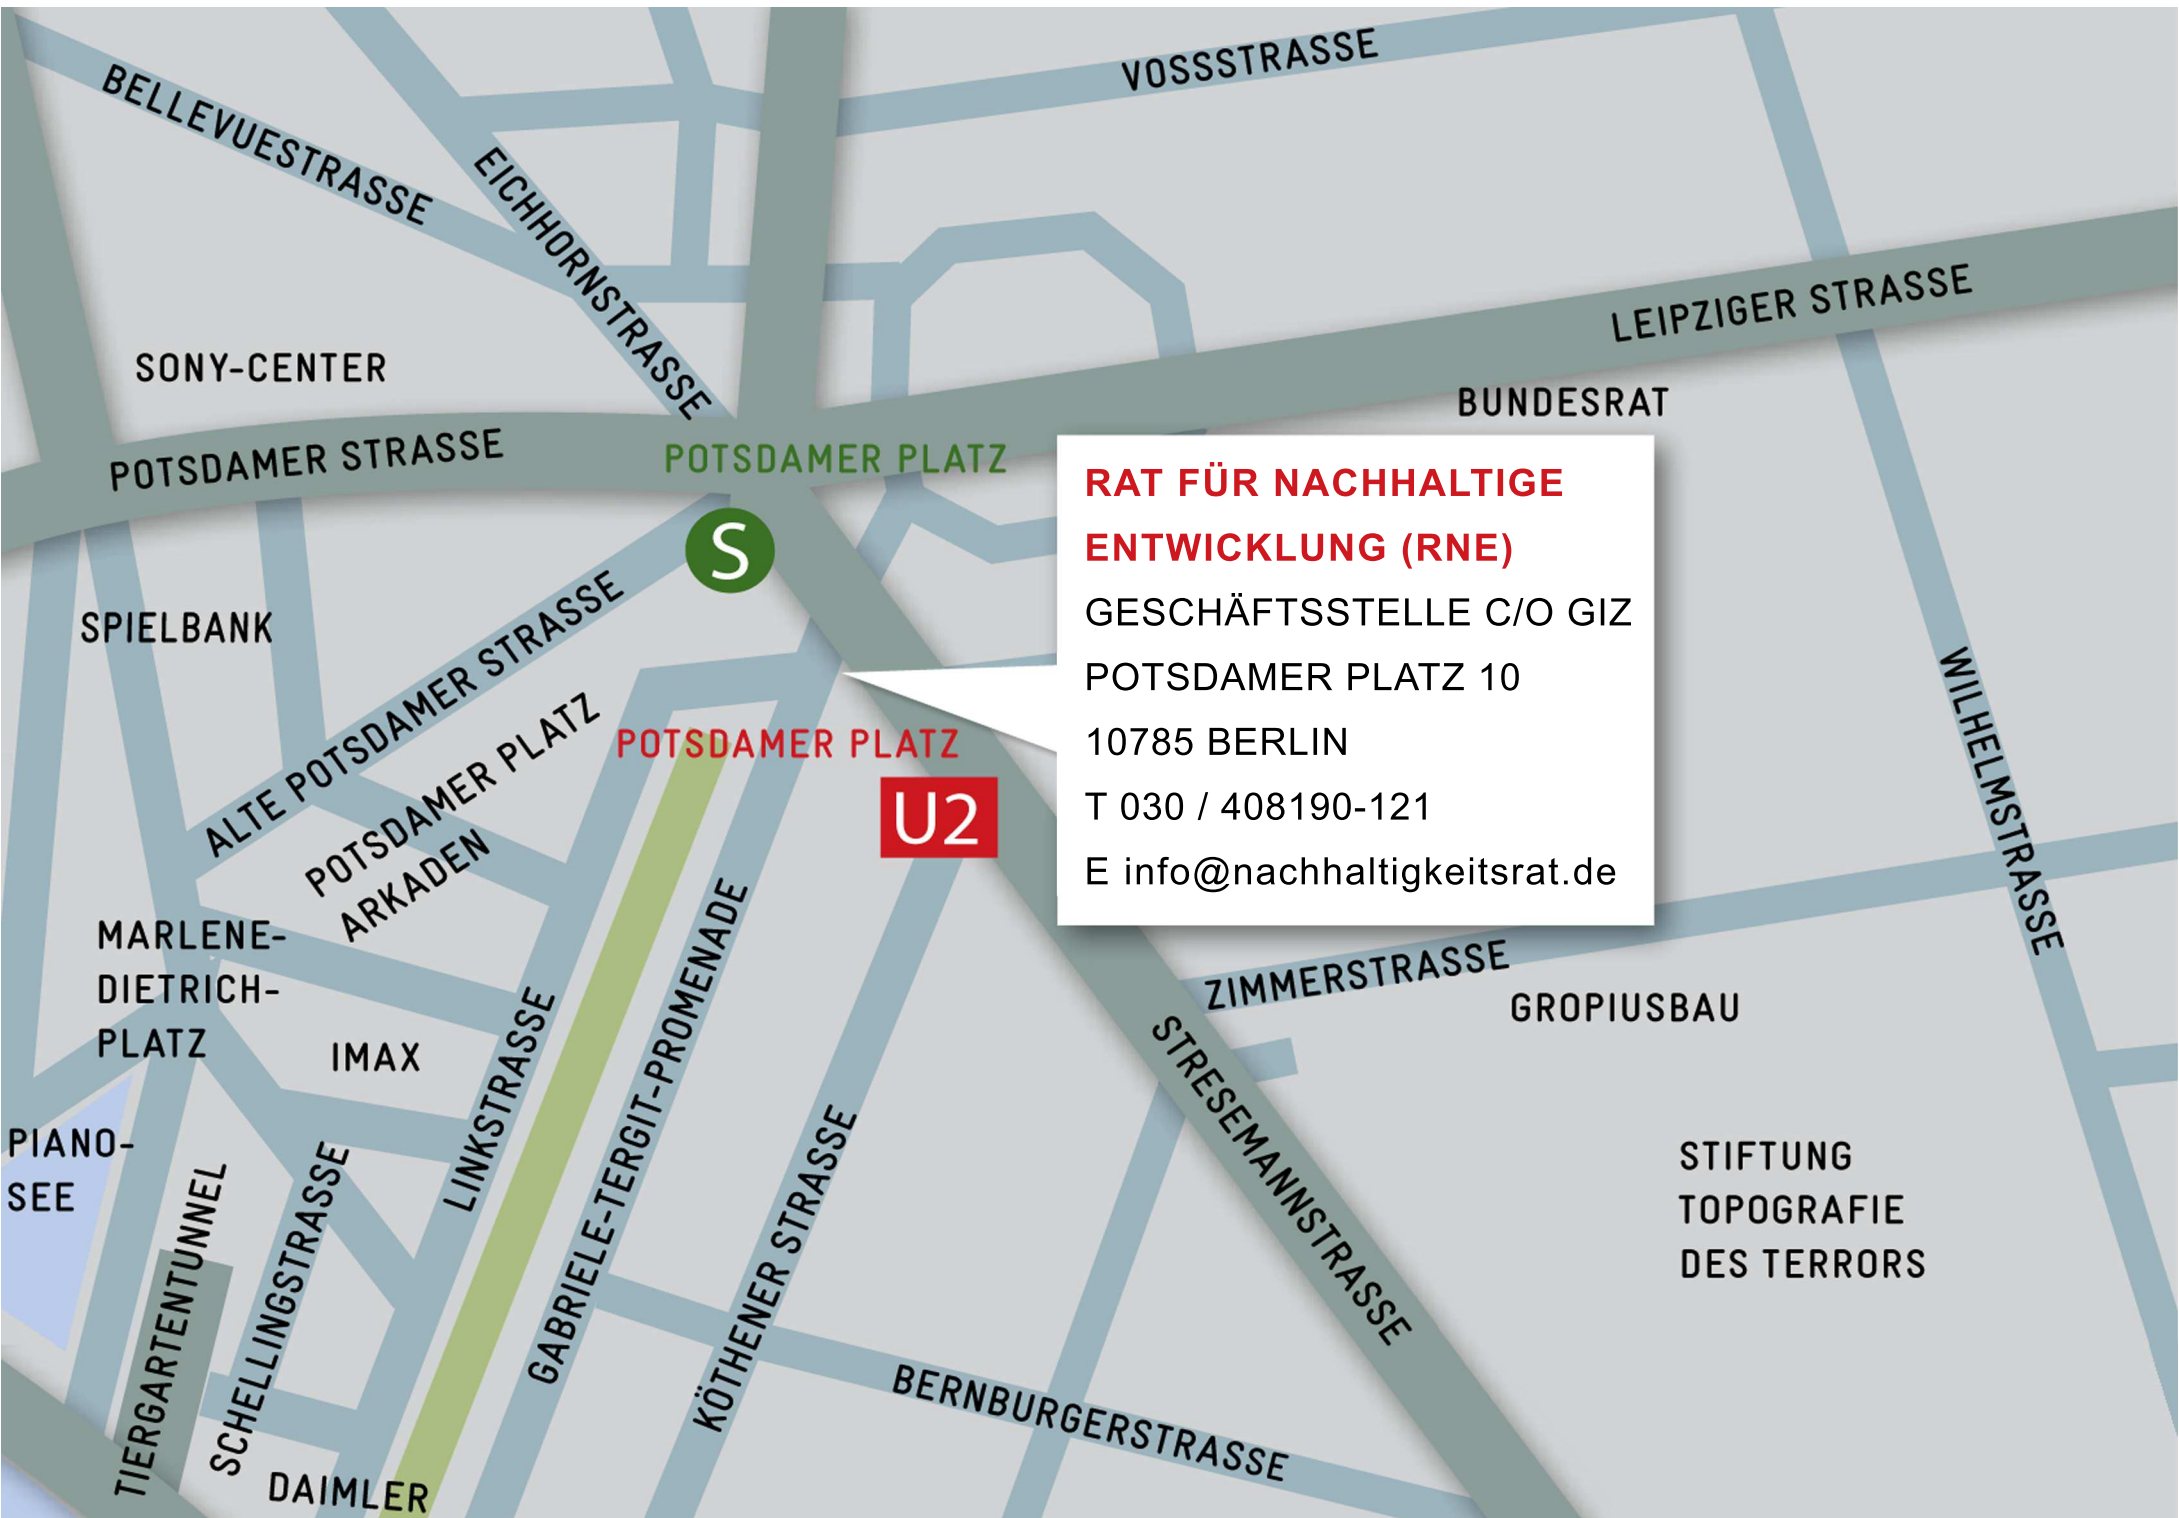 VOSSSTRASSE
BELLEVUESTRASSE
EICHHORNSTRASSE
LEIPZIGER STRASSE
SONY-CENTER
BUNDESRAT
POTSDAMER STRASSE
POTSDAMER PLATZ
S
RAT FÜR NACHHALTIGE
ENTWICKLUNG (RNE)
GESCHÄFTSSTELLE C/O GIZ
POTSDAMER PLATZ 10
10785 BERLIN
T 030 / 408190-121
E info@nachhaltigkeitsrat.de
SPIELBANK
ALTE POTSDAMER STRASSE
POTSDAMER PLATZ
ARKADEN
POTSDAMER PLATZ
U2
WILHELMSTRASSE
MARLENE-
DIETRICH-
PLATZ
IMAX
ZIMMERSTRASSE
GROPIUSBAU
LINKSTRASSE
GABRIELE-TERGIT-PROMENADE
KÖTHENER STRASSE
STRESEMANNSTRASSE
PIANO-
SEE
STIFTUNG
TOPOGRAFIE
DES TERRORS
TIERGARTENTUNNEL
SCHELLINGSTRASSE
BERNBURGERSTRASSE
DAIMLER